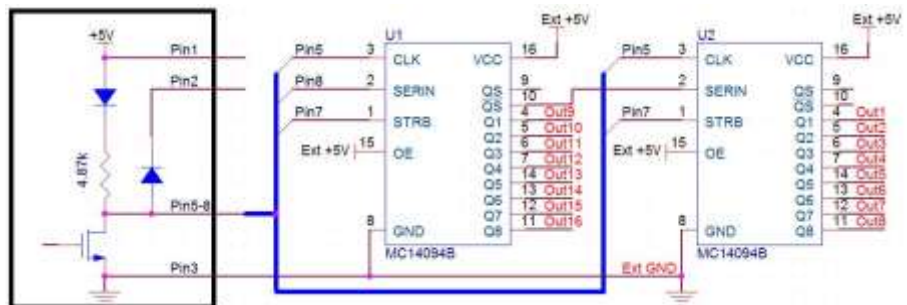 +5V
Pin1
Pin2
4.87k
Pin5-8
Pin3
U1
Ext +5V
Pin5
3
CLK
VCC
16
Pin8
2
SERIN
QS
9
QS
10
Pin7
1
STRB
Q1
4
Out9
Q2
5
Out10
Ext +5V
15
OE
Q3
6
Out11
Q4
7
Out12
Q5
14
Out13
Q6
13
Out14
Q7
12
Out15
8
GND
Q8
11
Out16
MC14094B
U2
Ext +5V
Pin5
3
CLK
VCC
16
2
SERIN
QS
9
QS
10
Pin7
1
STRB
Q1
4
Out1
Q2
5
Out2
Ext +5V
15
OE
Q3
6
Out3
Q4
7
Out4
Q5
14
Out5
Q6
13
Out6
Q7
12
Out7
8
GND
Q8
11
Out8
MC14094B
Ext GND